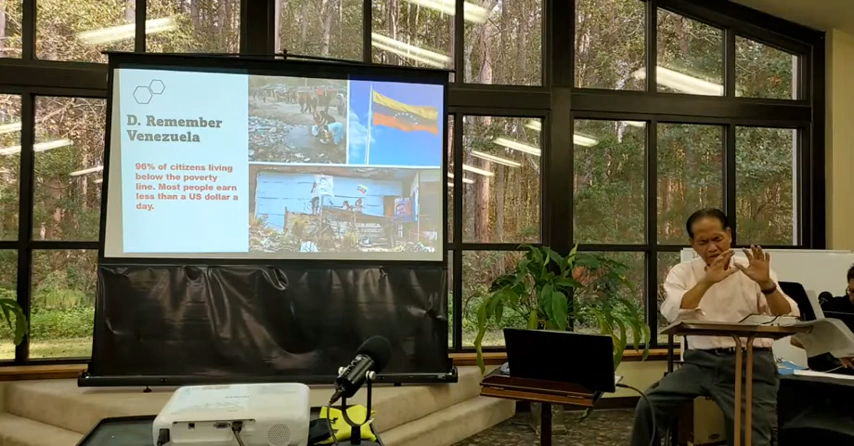 D. Remember
Venezuela
96% of citizens living
below the poverty
line. Most people earn
less than a US dollar a
day.